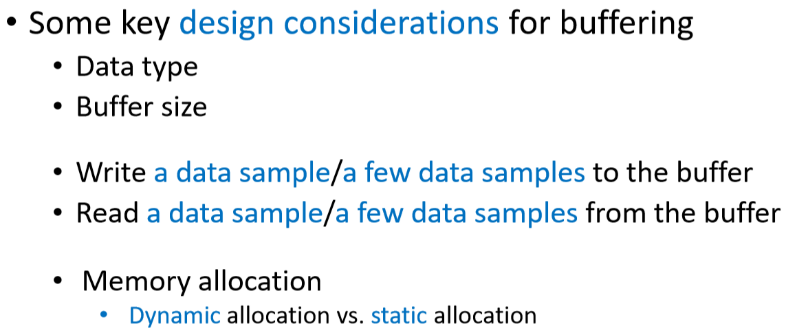 • Some key design considerations for buffering
• Data type
• Buffer size
• Write a data sample/a few data samples to the buffer
• Read a data sample/a few data samples from the buffer
• Memory allocation
• Dynamic allocation vs. static allocation